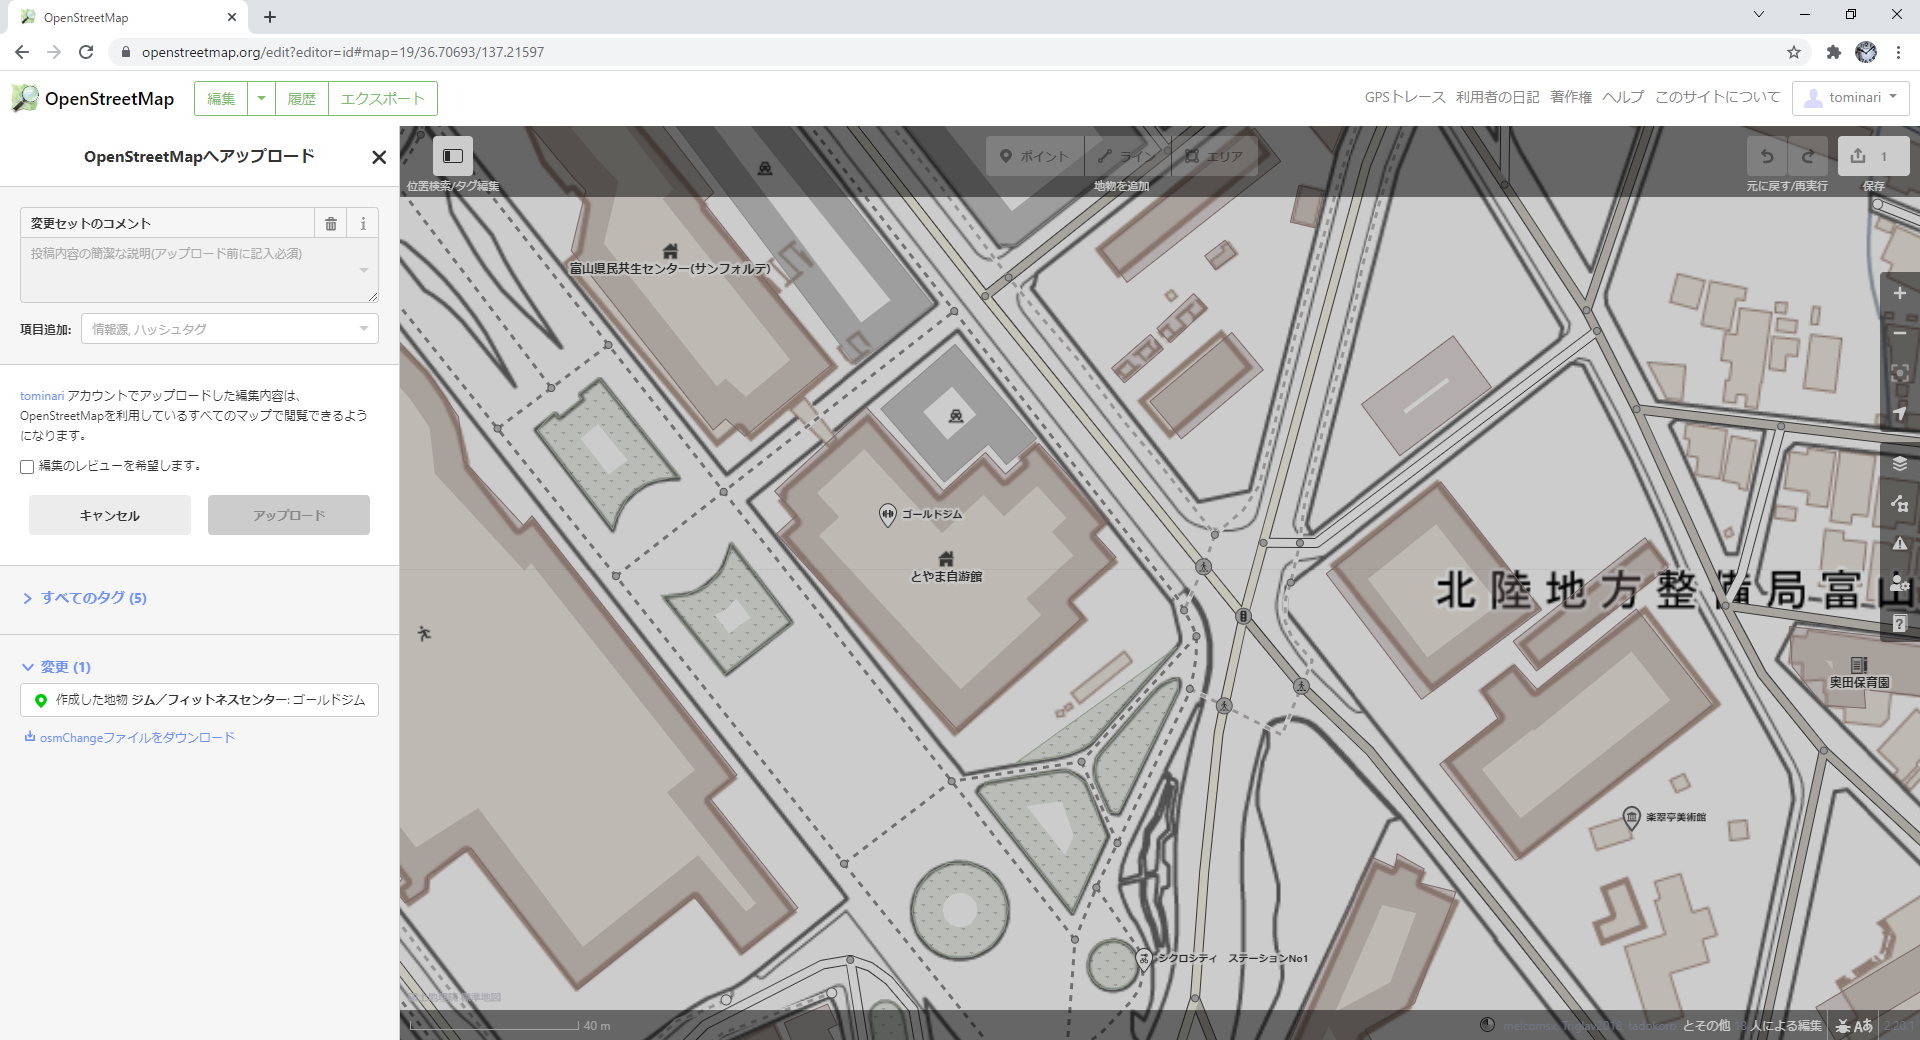 OpenStreetMap
openstreetmap.org/edit?editor=id#map=19/36.70693/137.21597
OpenStreetMap
編集
履歴
エクスポート
GPSトレース 利用者の日記 著作権 ヘルプ このサイトについて
tominari
OpenStreetMapへアップロード
変更セットのコメント
投稿内容の簡潔な説明(アップロード前に記入必須)
項目追加:
情報源, ハッシュタグ
tominari アカウントでアップロードした編集内容は、
OpenStreetMapを利用しているすべてのマップで閲覧できるよう
になります。
編集のレビューを希望します。
キャンセル
アップロード
すべてのタグ (5)
変更 (1)
作成した地物 ジム／フィットネスセンター: ゴールドジム
osmChangeファイルをダウンロード
位置検索/タグ編集
ポイント
ライン
エリア
地物を追加
元に戻す/再実行
1
保存
富山県民共生センター(サンフォルテ)
ゴールドジム
とやま自游館
北陸地方整備局富山
奥田保育園
楽翠亭美術館
シクロシティ ステーションNo1
40 m
melcomsx, Triglav2018, tadokoro, とその他 18 人による編集
2.20.1